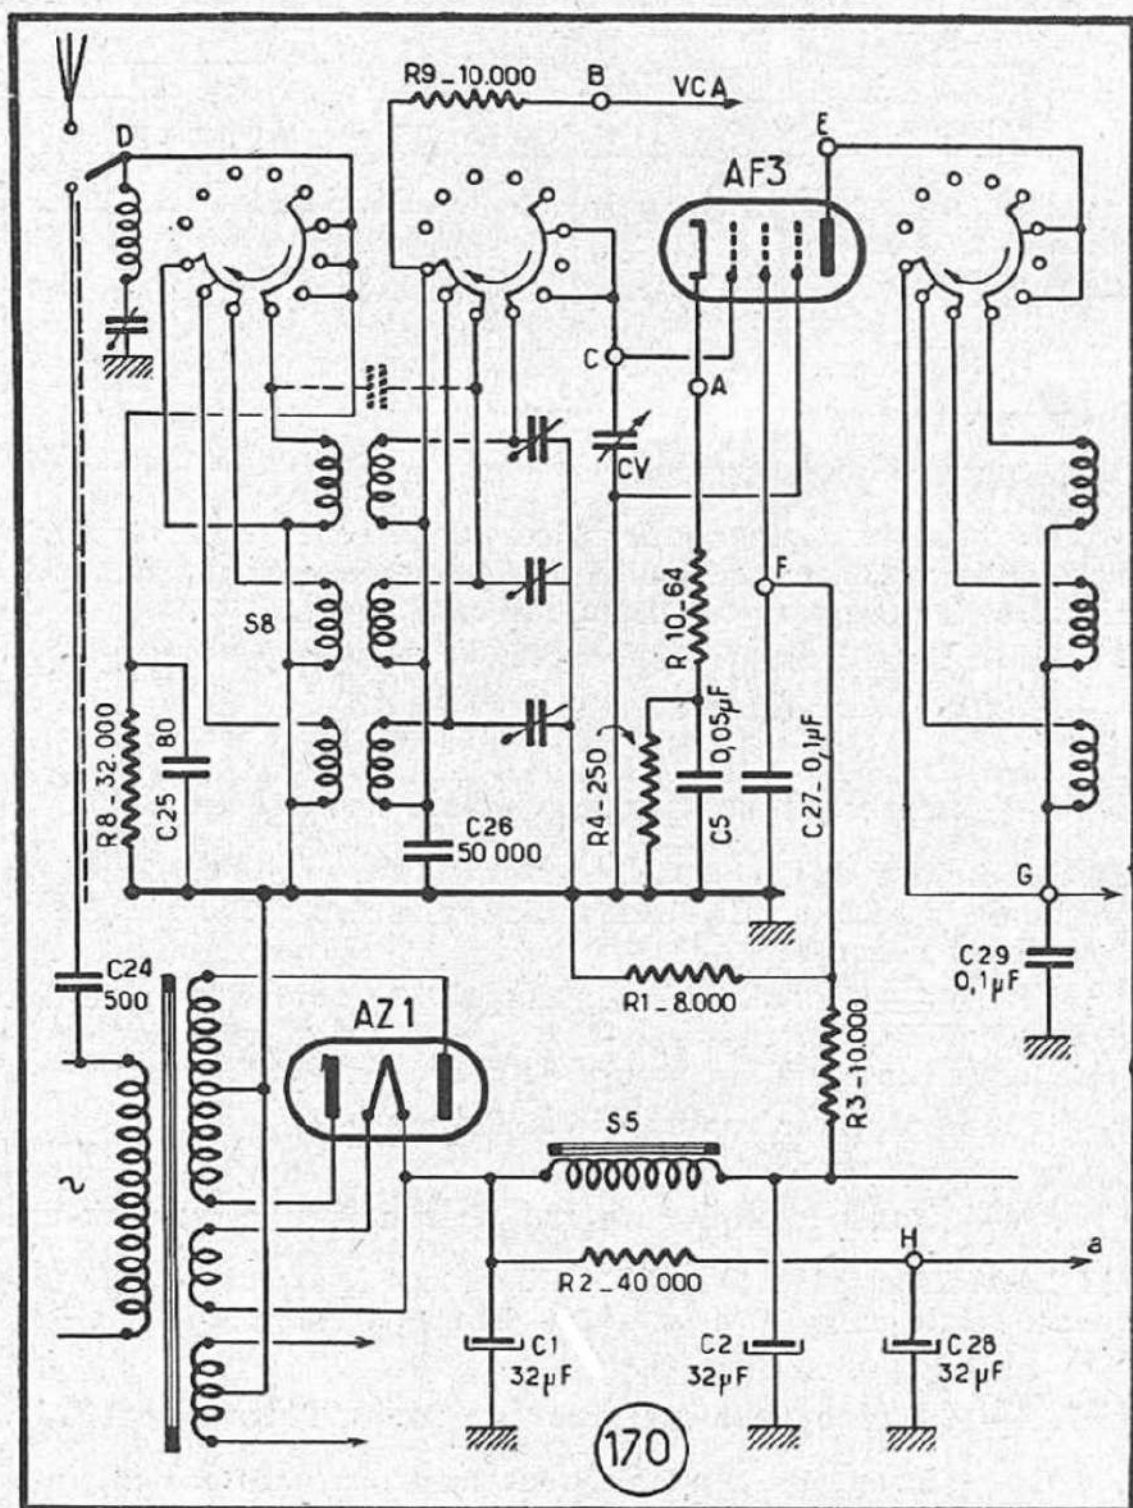 R9_10.000
B
VCA
D
E
AF3
C
A
CV
R 10_64
F
S8
R8_32.000
C25 80
R4-250
C5 0,05µF
C27_0,1µF
C26
50 000
G
C24
500
C29
0,1µF
R1_8.000
AZ1
R3-10.000
S5
~
H
a
R2_40 000
C1
32µF
C2
32µF
C28
32µF
170